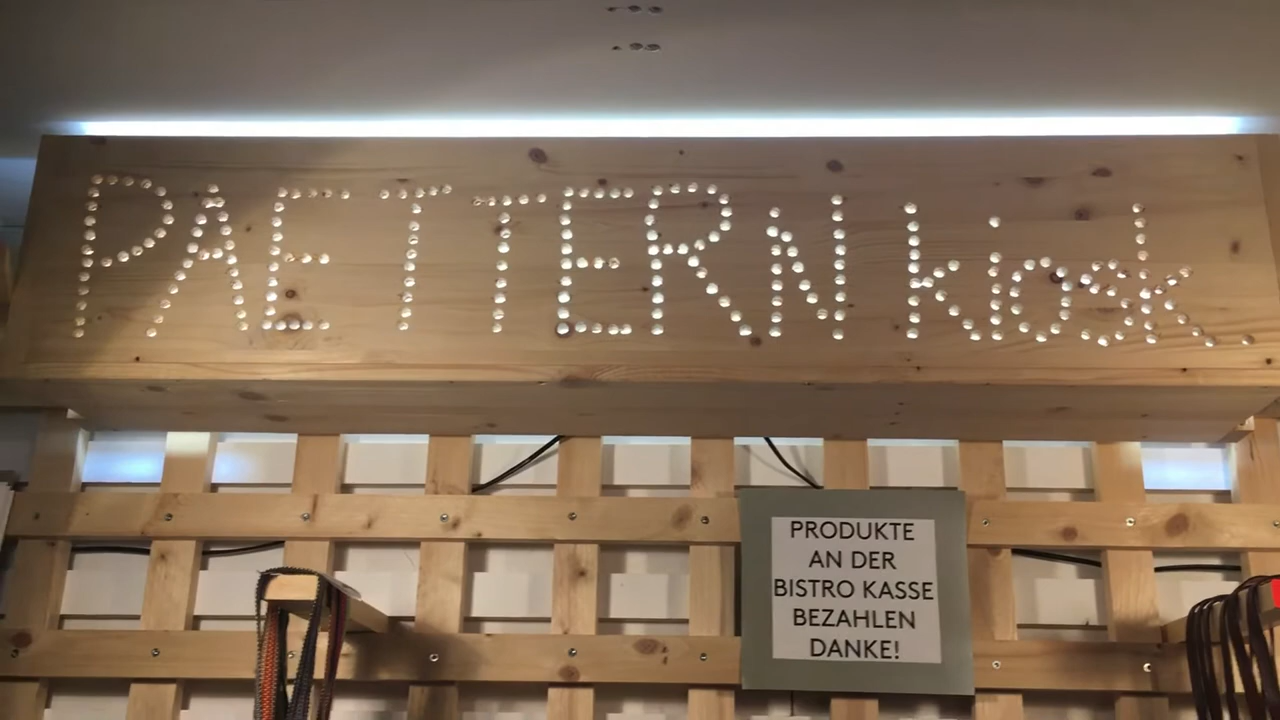 PAETTERN kiosk.
PRODUKTE
AN DER
BISTRO KASSE
BEZAHLEN
DANKE!